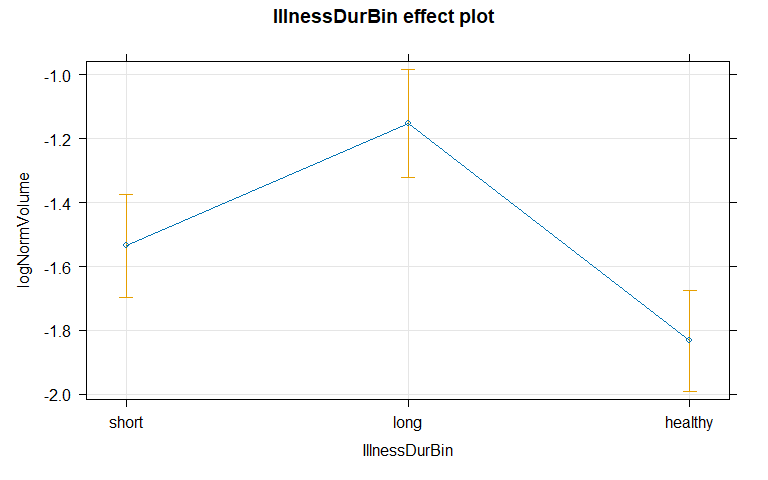 IllnessDurBin effect plot
logNormVolume
-1.0
-1.2
-1.4
-1.6
-1.8
-2.0
short long healthy
IllnessDurBin